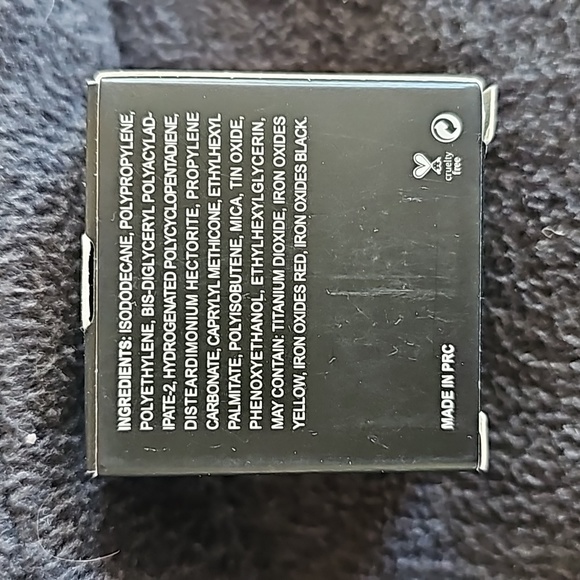 INGREDIENTS: ISODODECANE, POLYPROPYLENE,
POLYETHYLENE, BIS-DIGLYCERYL POLYACYLAD-
IPATE-2, HYDROGENATED POLYCYCLOPENTADIENE,
DISTEARDIMONIUM HECTORITE, PROPYLENE
CARBONATE, CAPRYLYL METHICONE, ETHYLHEXYL
PALMITATE, POLYISOBUTENE, MICA, TIN OXIDE,
PHENOXYETHANOL, ETHYLHEXYLGLYCERIN,
MAY CONTAIN: TITANIUM DIOXIDE, IRON OXIDES
YELLOW, IRON OXIDES RED, IRON OXIDES BLACK.
MADE IN PRC
cruelty
free